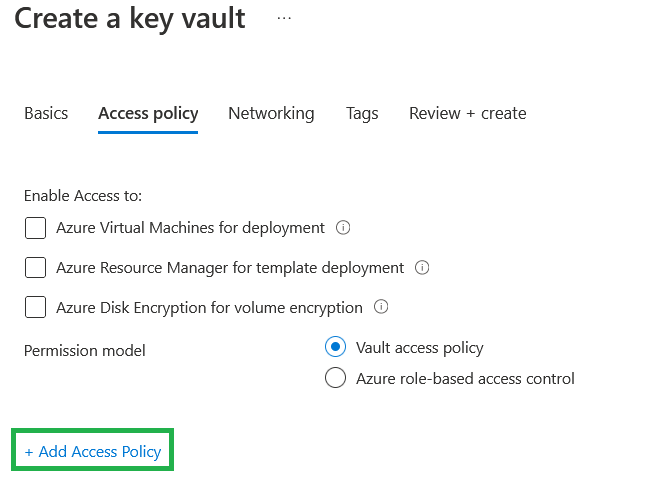 Create a key vault ...
Basics Access policy Networking Tags Review + create
Enable Access to:
Azure Virtual Machines for deployment
Azure Resource Manager for template deployment
Azure Disk Encryption for volume encryption
Permission model Vault access policy
Azure role-based access control
+ Add Access Policy